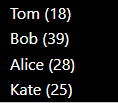 Tom (18)
Bob (39)
Alice (28)
Kate (25)